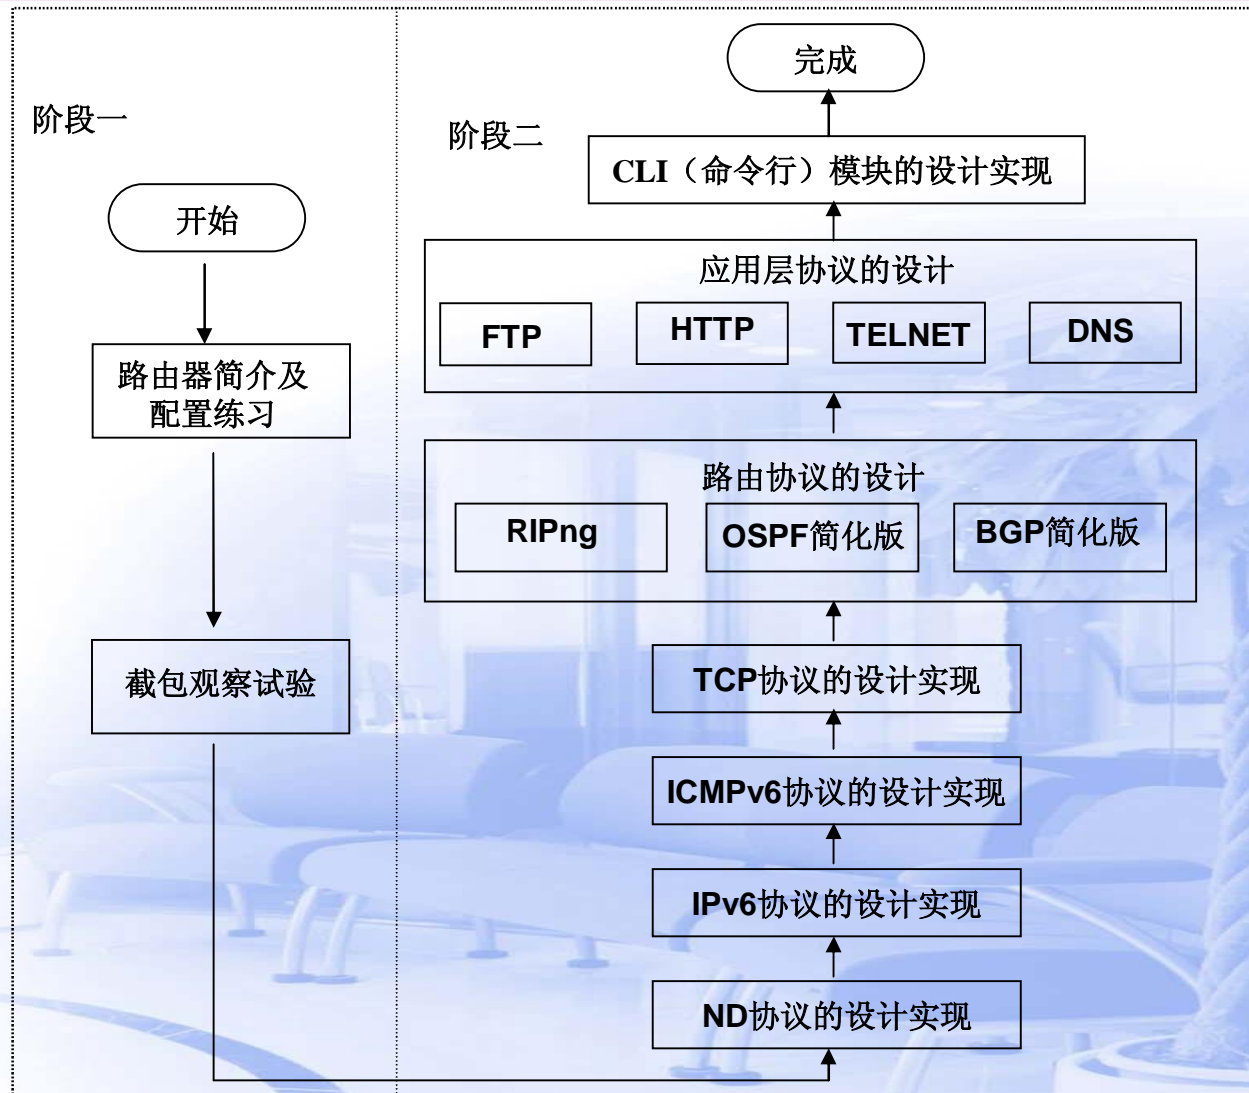 阶段一
开始
路由器简介及
配置练习
截包观察试验
阶段二
完成
CLI（命令行）模块的设计实现
应用层协议的设计
FTP
HTTP
TELNET
DNS
路由协议的设计
RIPng
OSPF简化版
BGP简化版
TCP协议的设计实现
ICMPv6协议的设计实现
IPv6协议的设计实现
ND协议的设计实现